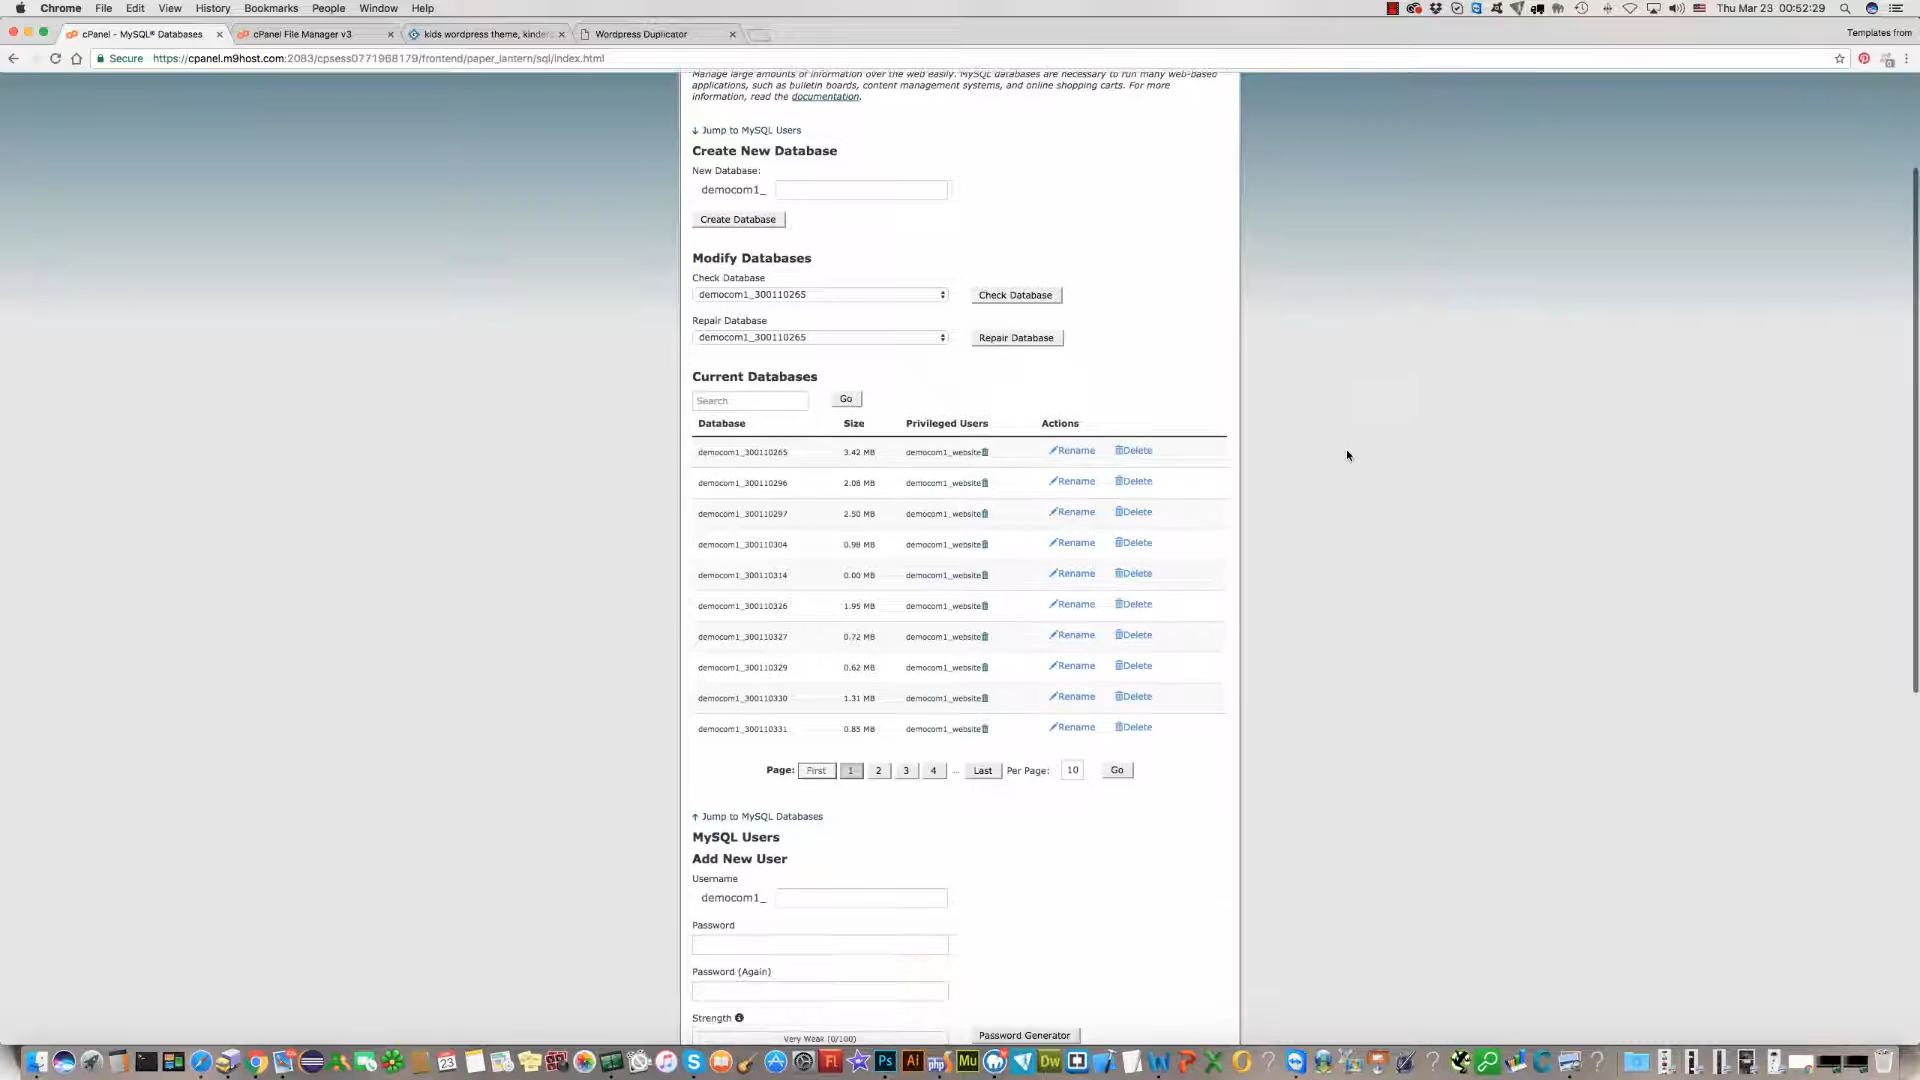 Chrome File Edit View History Bookmarks People Window Help Thu Mar 23 00:52:29
cPanel - MySQL® Databases cPanel File Manager v3 kids wordpress theme, kinder Wordpress Duplicator Templates from
Secure https://cpanel.m9host.com:2083/cpsess0771968179/frontend/paper_lantern/sql/index.html
Manage large amounts of information over the web easily. MySQL databases are necessary to run many web-based
applications, such as bulletin boards, content management systems, and online shopping carts. For more
information, read the documentation.
Jump to MySQL Users
Create New Database
New Database:
democom1_
Create Database
Modify Databases
Check Database
democom1_300110265 Check Database
Repair Database
democom1_300110265 Repair Database
Current Databases
Search Go
Database Size Privileged Users Actions
democom1_300110265 3.42 MB democom1_website Rename Delete
democom1_300110296 2.08 MB democom1_website Rename Delete
democom1_300110297 2.50 MB democom1_website Rename Delete
democom1_300110304 0.98 MB democom1_website Rename Delete
democom1_300110314 0.00 MB democom1_website Rename Delete
democom1_300110326 1.95 MB democom1_website Rename Delete
democom1_300110327 0.72 MB democom1_website Rename Delete
democom1_300110329 0.62 MB democom1_website Rename Delete
democom1_300110330 1.31 MB democom1_website Rename Delete
democom1_300110331 0.85 MB democom1_website Rename Delete
Page: First 1 2 3 4 ... Last Per Page: 10 Go
Jump to MySQL Databases
MySQL Users
Add New User
Username
democom1_
Password
Password (Again)
Strength
Very Weak (0/100) Password Generator
23 Fl Ps Ai php Mu Dw